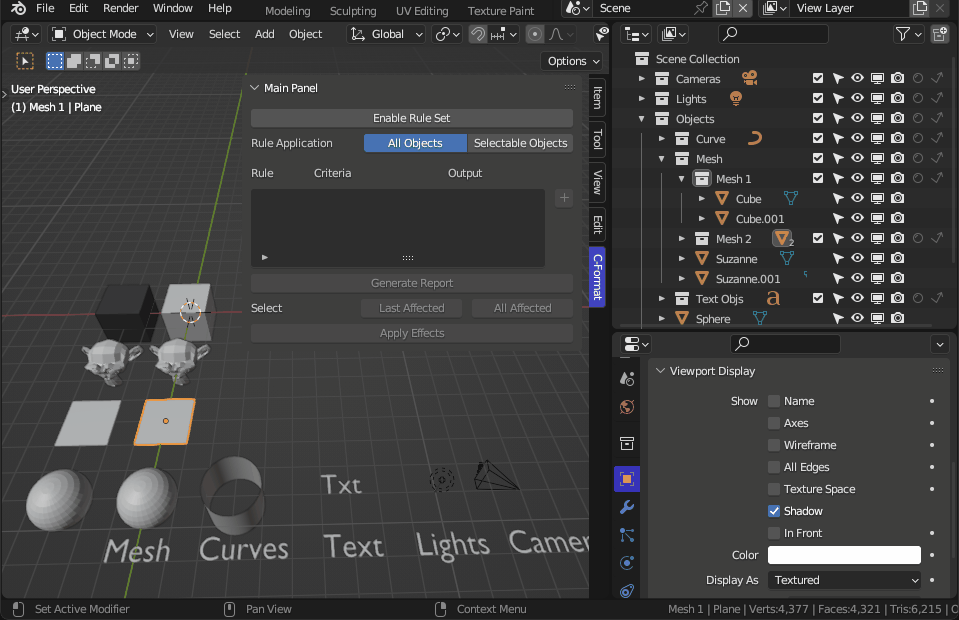 File Edit Render Window Help Modeling Sculpting UV Editing Texture Paint Scene View Layer
Object Mode View Select Add Object Global
Options
User Perspective
(1) Mesh 1 | Plane
Main Panel
Enable Rule Set
Rule Application All Objects Selectable Objects
Rule Criteria Output
Generate Report
Select Last Affected All Affected
Apply Effects
Item
Tool
View
Edit
C-Format
Txt
Mesh Curves Text Lights Camer
Scene Collection
Cameras
Lights
Objects
Curve
Mesh
Mesh 1
Cube
Cube.001
Mesh 2 2
Suzanne
Suzanne.001
Text Objs a
Sphere
Viewport Display
Show Name
Axes
Wireframe
All Edges
Texture Space
Shadow
In Front
Color
Display As Textured
Set Active Modifier Pan View Context Menu Mesh 1 | Plane | Verts:4,377 | Faces:4,321 | Tris:6,215 | O